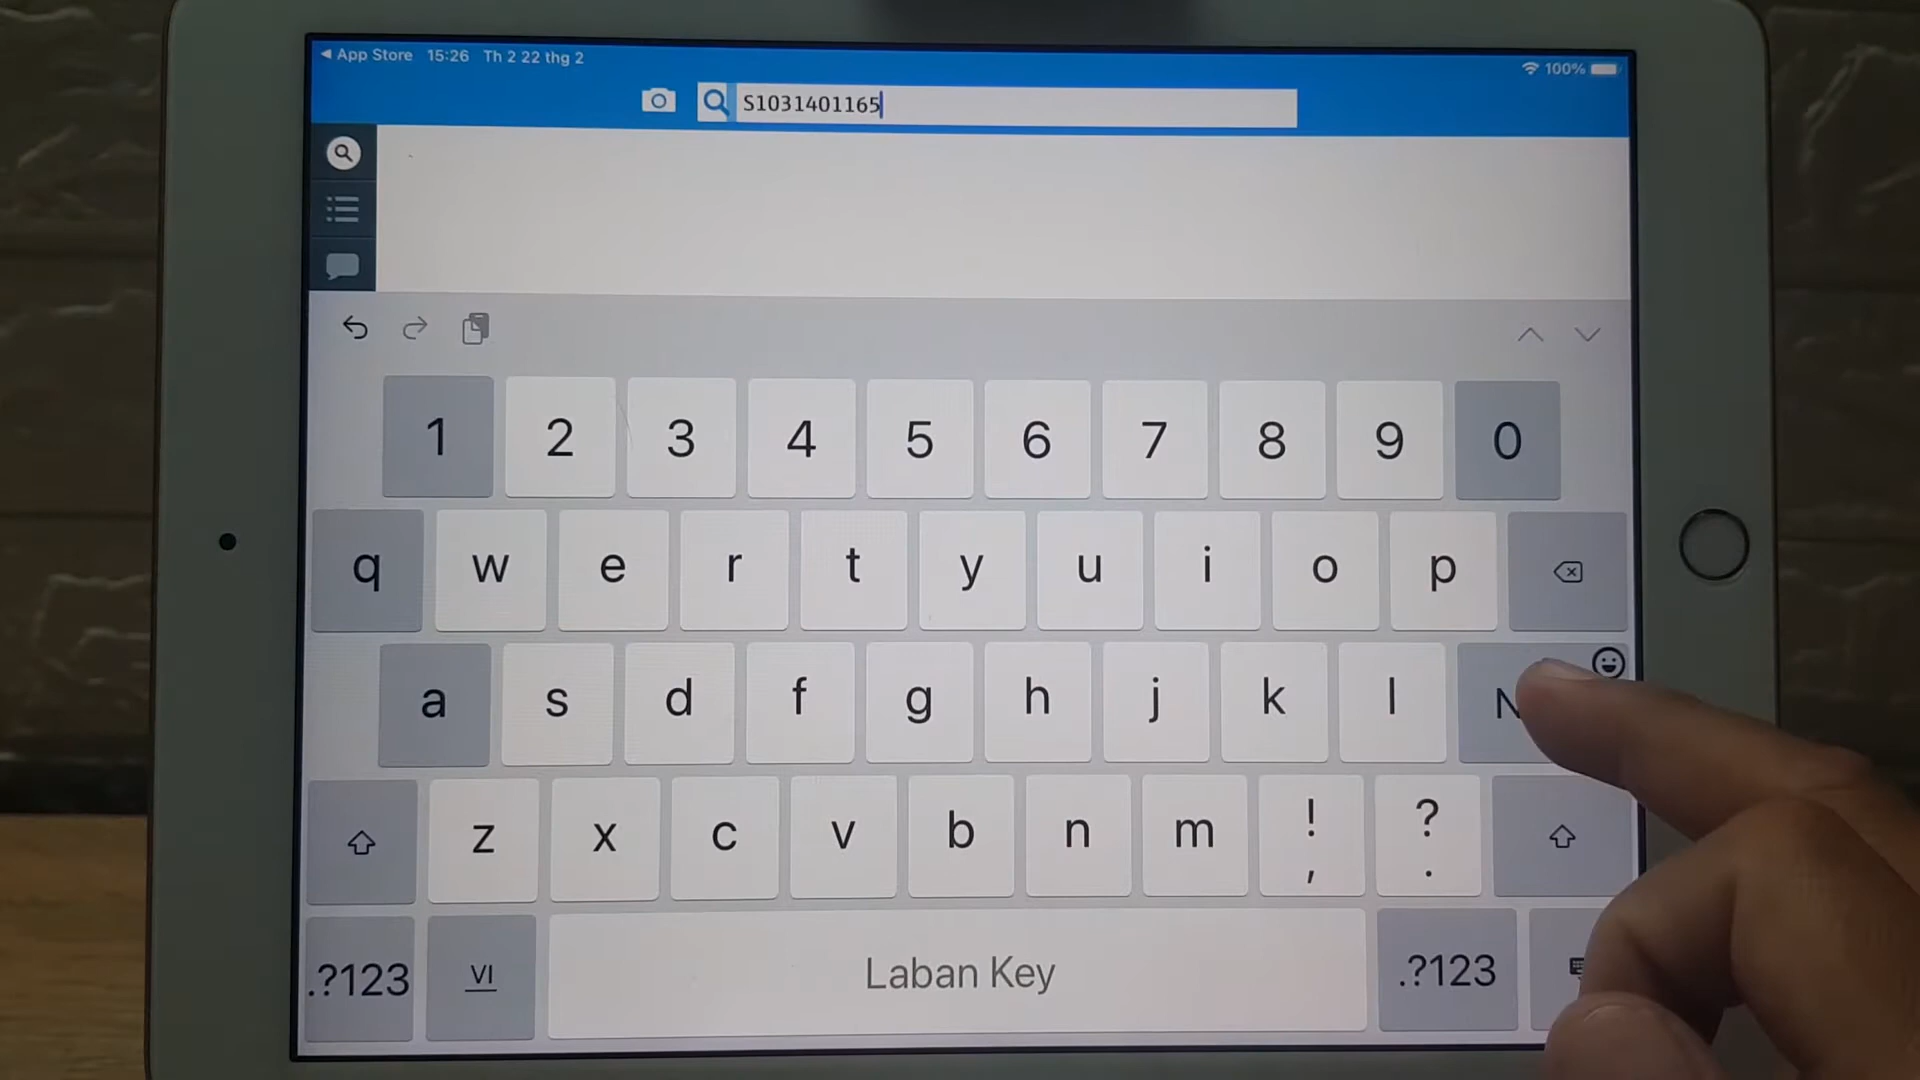 App Store 15:26 Th 2 22 thg 2
100%
S1031401165
1 2 3 4 5 6 7 8 9 0
q w e r t y u i o p
a s d f g h j k l N
z x c v b n m ! , ? .
.?123 VI Laban Key .?123